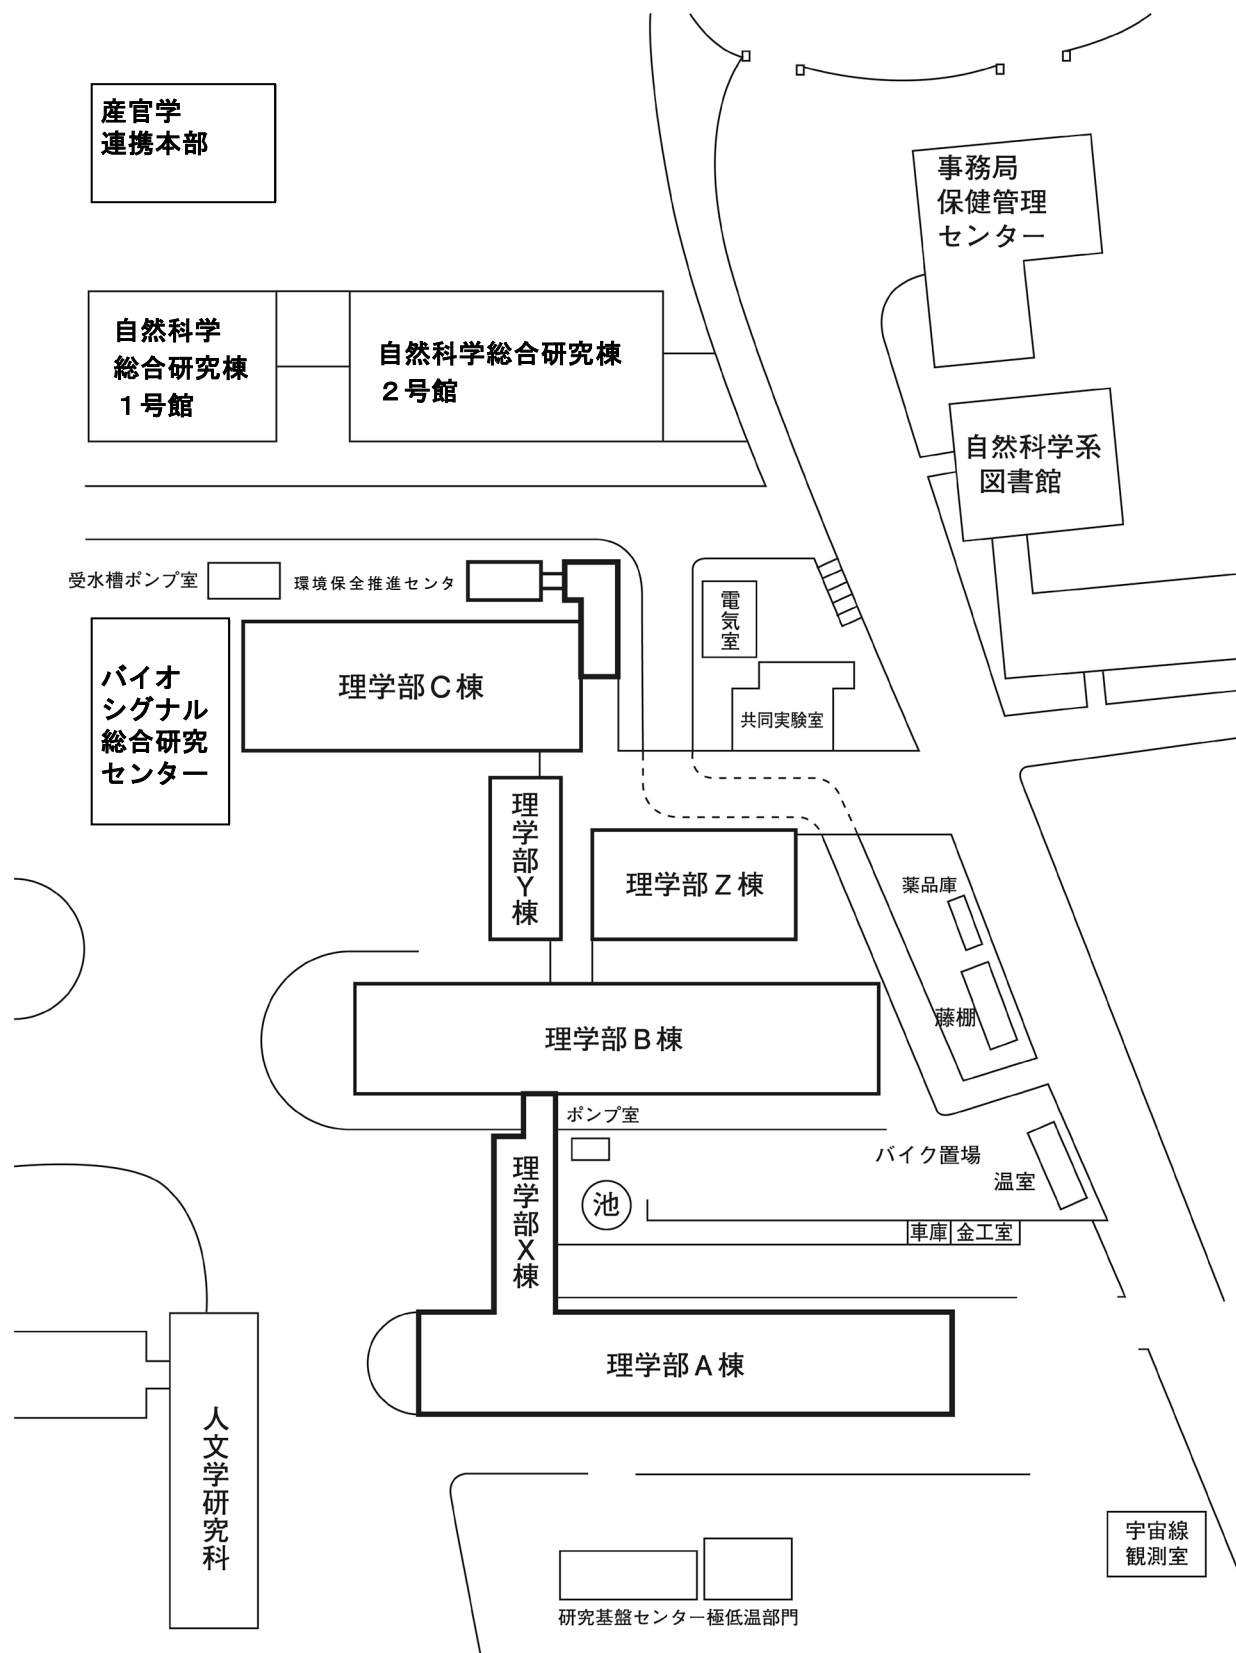 産官学
連携本部
事務局
保健管理
センター
自然科学
総合研究棟
１号館
自然科学総合研究棟
２号館
自然科学系
図書館
受水槽ポンプ室
環境保全推進センタ
電気室
バイオ
シグナル
総合研究
センター
理学部C棟
共同実験室
理学部Y棟
理学部Z棟
薬品庫
藤棚
理学部B棟
ポンプ室
バイク置場
温室
理学部X棟
池
車庫
金工室
理学部A棟
人文学研究科
宇宙線
観測室
研究基盤センター極低温部門